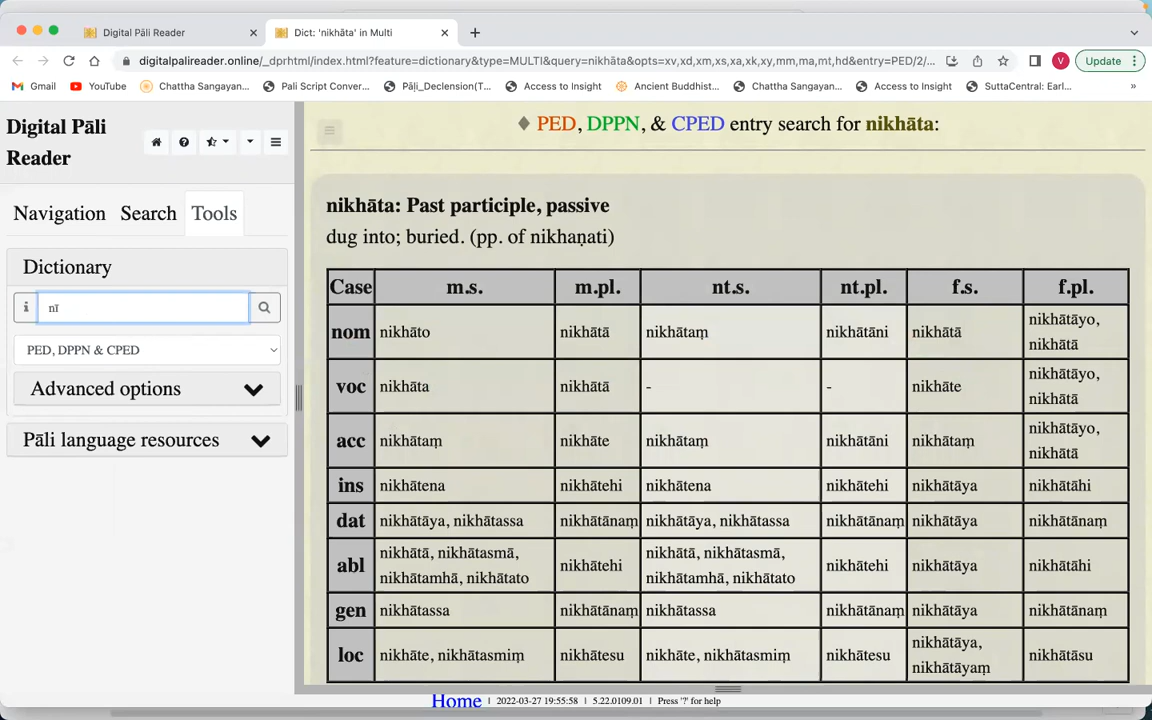 Digital Pāli Reader
Dict: 'nikhāta' in Multi
digitalpalireader.online/_dprhtml/index.html?feature=dictionary&type=MULTI&query=nikhāta&opts=xv,xd,xm,xs,xa,xk,xy,mm,ma,mt,hd&entry=PED/2/...
V
Update
Gmail
YouTube
Chattha Sangayan...
Pali Script Conver...
Pāḷi_Declension(T...
Access to Insight
Ancient Buddhist...
Chattha Sangayan...
Access to Insight
SuttaCentral: Earl...
»
Digital Pāli
Reader
Navigation Search Tools
Dictionary
nī
PED, DPPN & CPED
Advanced options
Pāli language resources
♦ PED, DPPN, & CPED entry search for nikhāta:
nikhāta: Past participle, passive
dug into; buried. (pp. of nikhaṇati)
Case m.s. m.pl. nt.s. nt.pl. f.s. f.pl.
nom nikhāto nikhātā nikhātaṃ nikhātāni nikhātā nikhātāyo, nikhātā
voc nikhāta nikhātā - - nikhāte nikhātāyo, nikhātā
acc nikhātaṃ nikhāte nikhātaṃ nikhātāni nikhātaṃ nikhātāyo, nikhātā
ins nikhātena nikhātehi nikhātena nikhātehi nikhātāya nikhātāhi
dat nikhātāya, nikhātassa nikhātānaṃ nikhātāya, nikhātassa nikhātānaṃ nikhātāya nikhātānaṃ
abl nikhātā, nikhātasmā, nikhātamhā, nikhātato nikhātehi nikhātā, nikhātasmā, nikhātamhā, nikhātato nikhātehi nikhātāya nikhātāhi
gen nikhātassa nikhātānaṃ nikhātassa nikhātānaṃ nikhātāya nikhātānaṃ
loc nikhāte, nikhātasmiṃ nikhātesu nikhāte, nikhātasmiṃ nikhātesu nikhātāya, nikhātāyaṃ nikhātāsu
Home | 2022-03-27 19:55:58 | 5.22.0109.01 | Press '?' for help